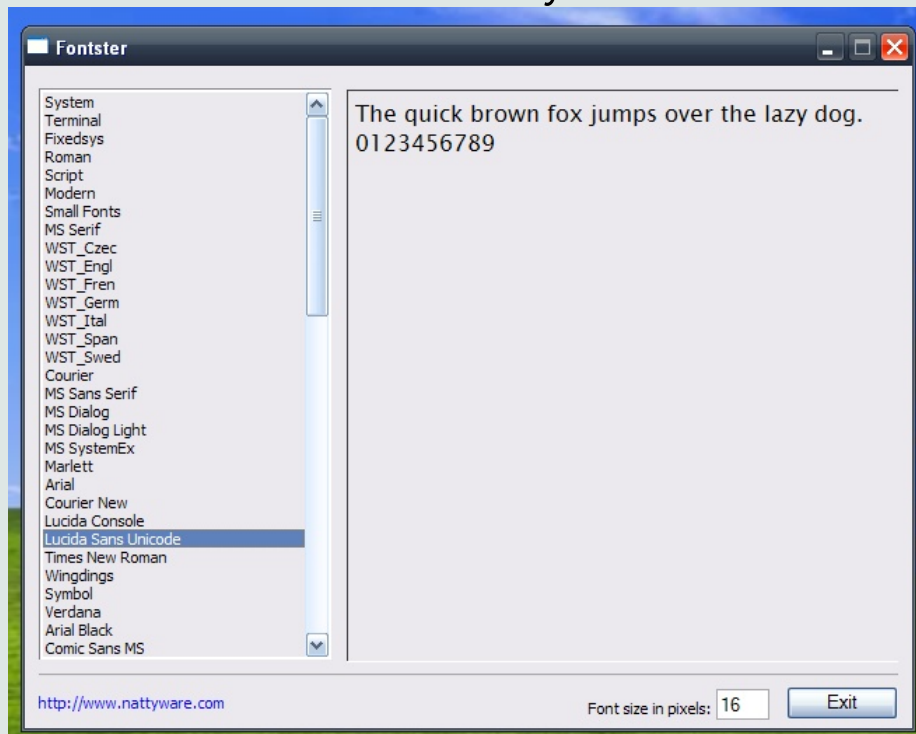 Fontster
System
Terminal
Fixedsys
Roman
Script
Modern
Small Fonts
MS Serif
WST_Czec
WST_Engl
WST_Fren
WST_Germ
WST_Ital
WST_Span
WST_Swed
Courier
MS Sans Serif
MS Dialog
MS Dialog Light
MS SystemEx
Marlett
Arial
Courier New
Lucida Console
Lucida Sans Unicode
Times New Roman
Wingdings
Symbol
Verdana
Arial Black
Comic Sans MS
The quick brown fox jumps over the lazy dog.
0123456789
http://www.nattyware.com
Font size in pixels: 16
Exit